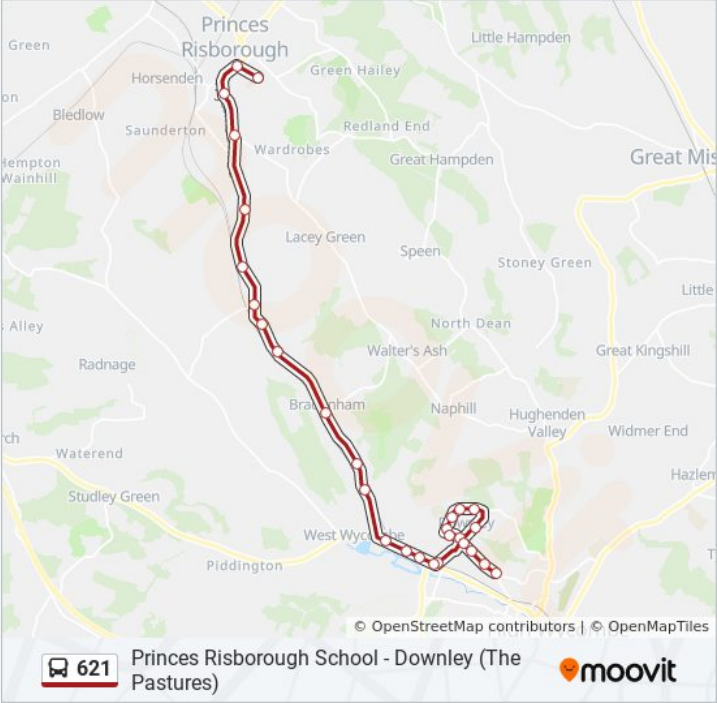 Princes
Risborough
Green
Little Hampden
Horsenden
Green Hailey
Bledlow
Saunderton
Redland End
Wardrobes
Great Hampden
Great Mis
Hempton
Wainhill
Lacey Green
Speen
Stoney Green
Little
s Alley
North Dean
Radnage
Walter's Ash
Great Kingshill
Naphill
Hughenden
Valley
Widmer End
Waterend
Hazlem
Studley Green
West Wycombe
Piddington
© OpenStreetMap contributors | © OpenMapTiles
621
Princes Risborough School - Downley (The
Pastures)
moovit